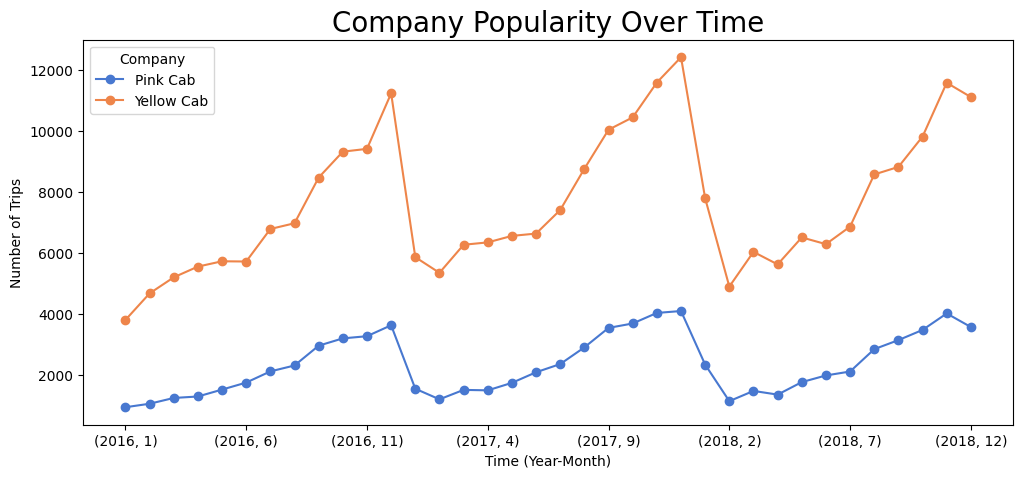 Company Popularity Over Time
Company
Pink Cab
Yellow Cab
Number of Trips
12000
10000
8000
6000
4000
2000
(2016, 1) (2016, 6) (2016, 11) (2017, 4) (2017, 9) (2018, 2) (2018, 7) (2018, 12)
Time (Year-Month)